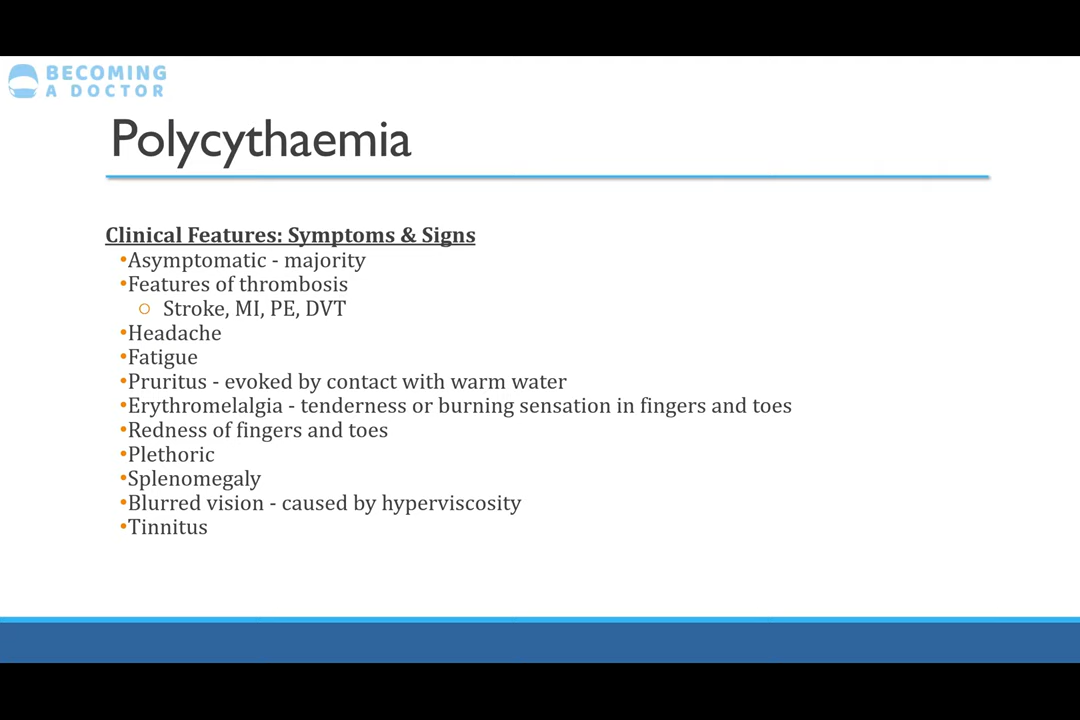 BECOMING
A DOCTOR
Polycythaemia
Clinical Features: Symptoms & Signs
•Asymptomatic - majority
•Features of thrombosis
○ Stroke, MI, PE, DVT
•Headache
•Fatigue
•Pruritus - evoked by contact with warm water
•Erythromelalgia - tenderness or burning sensation in fingers and toes
•Redness of fingers and toes
•Plethoric
•Splenomegaly
•Blurred vision - caused by hyperviscosity
•Tinnitus